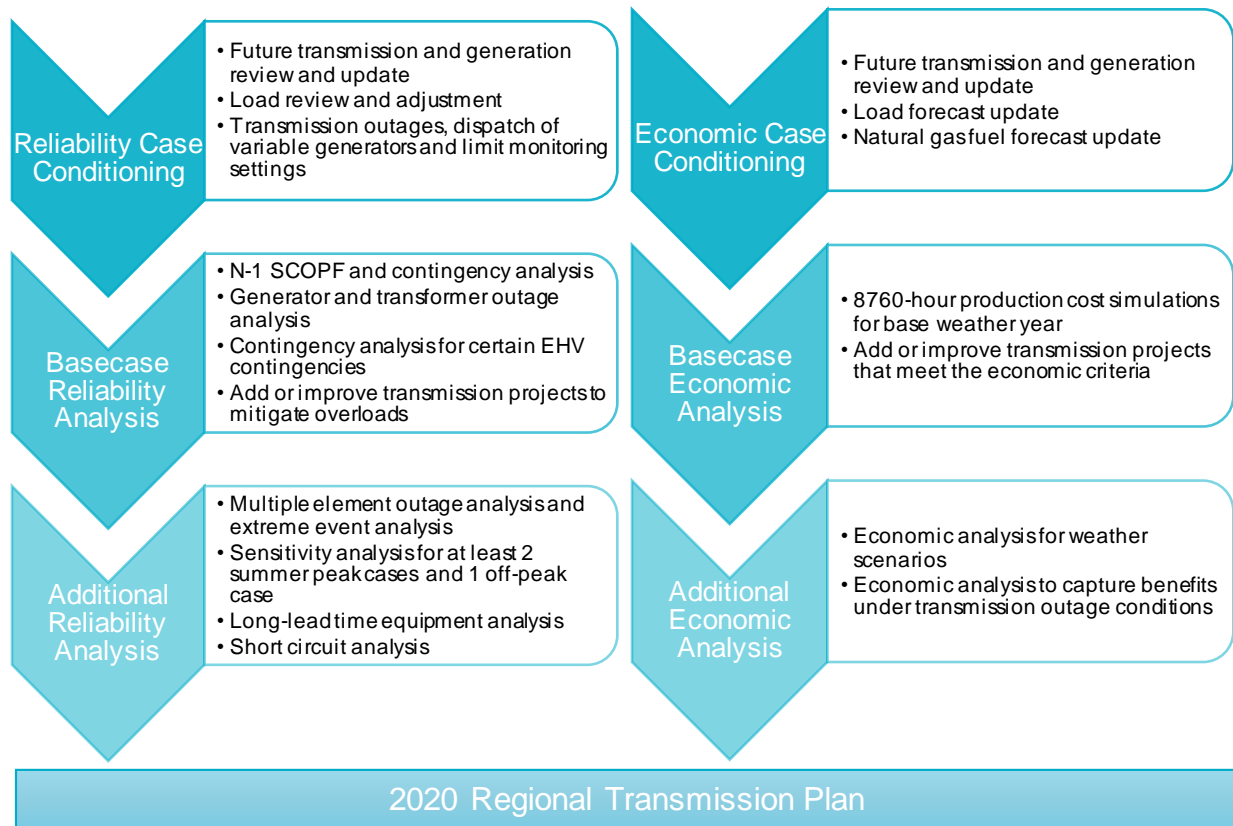 Reliability Case
Conditioning
• Future transmission and generation
review and update
• Load review and adjustment
• Transmission outages, dispatch of
variable generators and limit monitoring
settings
Basecase
Reliability
Analysis
• N-1 SCOPF and contingency analysis
• Generator and transformer outage
analysis
• Contingency analysis for certain EHV
contingencies
• Add or improve transmission projects to
mitigate overloads
Additional
Reliability
Analysis
• Multiple element outage analysis and
extreme event analysis
• Sensitivity analysis for at least 2
summer peak cases and 1 off-peak
case
• Long-lead time equipment analysis
• Short circuit analysis
Economic Case
Conditioning
• Future transmission and generation
review and update
• Load forecast update
• Natural gas fuel forecast update
Basecase
Economic
Analysis
• 8760-hour production cost simulations
for base weather year
• Add or improve transmission projects
that meet the economic criteria
Additional
Economic
Analysis
• Economic analysis for weather
scenarios
• Economic analysis to capture benefits
under transmission outage conditions
2020 Regional Transmission Plan